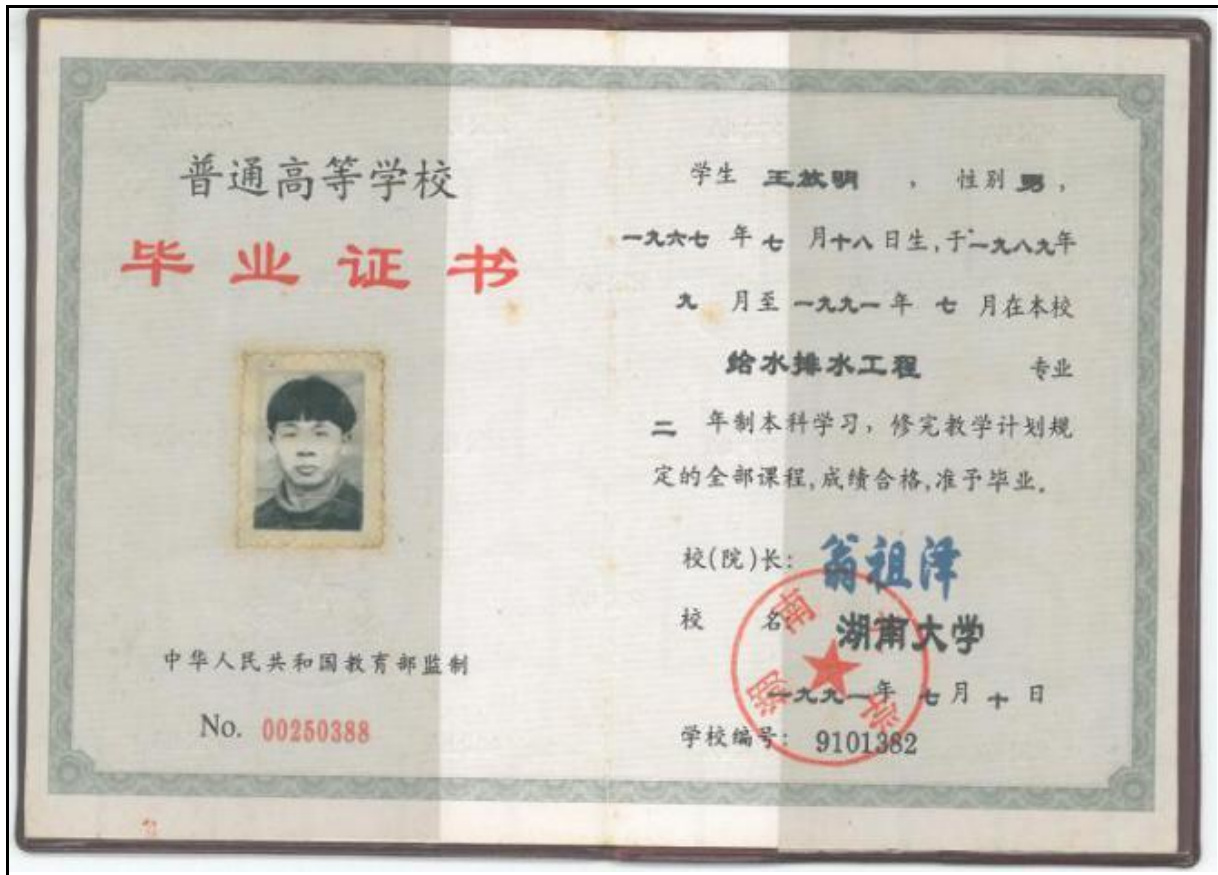 普通高等学校
毕业证书
中华人民共和国教育部监制
No. 00250388
学生 王放明 , 性别 男 ,
一九六七 年 七 月 十八 日生,于 一九八九年
九 月至 一九九一 年 七 月在本校
给水排水工程 专业
二 年制本科学习, 修完教学计划规
定的全部课程,成绩合格,准予毕业。
校(院)长: 翁祖泽
校 名: 湖南大学
一九九一年 七月 十 日
学校编号: 9101382
湖南 学